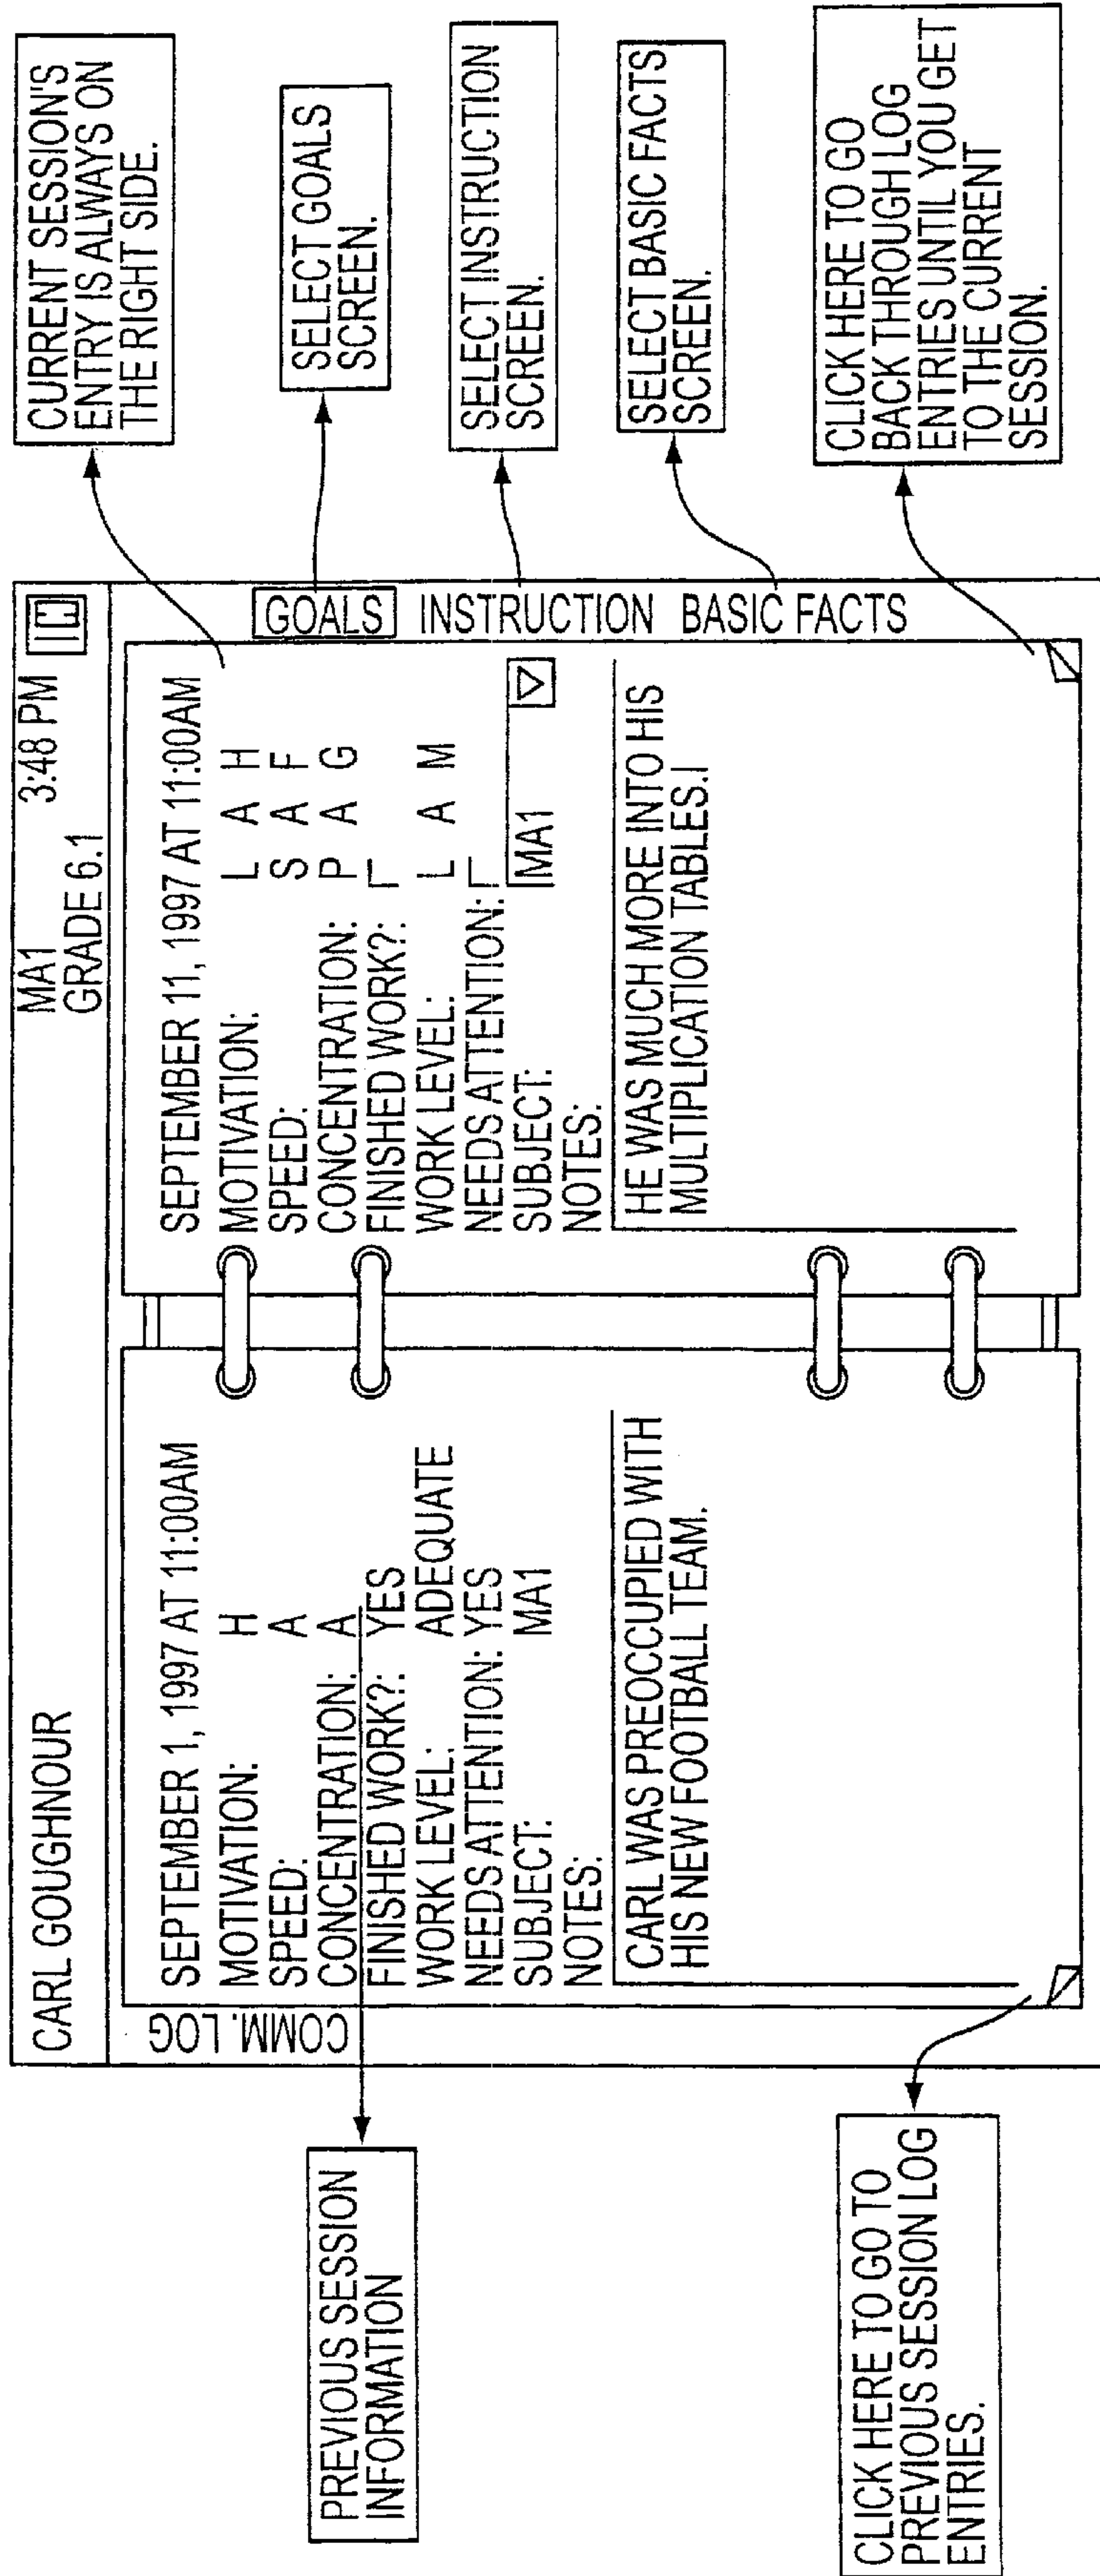 CARL GOUGHNOUR
MA1 3:48 PM
GRADE 6.1
COMM. LOG
SEPTEMBER 1, 1997 AT 11:00AM
MOTIVATION: H
SPEED: A
CONCENTRATION: A
FINISHED WORK?: YES
WORK LEVEL: ADEQUATE
NEEDS ATTENTION: YES
SUBJECT: MA1
NOTES:
CARL WAS PREOCCUPIED WITH
HIS NEW FOOTBALL TEAM.
SEPTEMBER 11, 1997 AT 11:00AM
MOTIVATION: L A H
SPEED: S A F
CONCENTRATION: P A G
FINISHED WORK?:
WORK LEVEL: L A M
NEEDS ATTENTION:
SUBJECT: MA1
NOTES:
HE WAS MUCH MORE INTO HIS
MULTIPLICATION TABLES.I
GOALS INSTRUCTION BASIC FACTS
PREVIOUS SESSION
INFORMATION
CLICK HERE TO GO TO
PREVIOUS SESSION LOG
ENTRIES.
CURRENT SESSION'S
ENTRY IS ALWAYS ON
THE RIGHT SIDE.
SELECT GOALS
SCREEN.
SELECT INSTRUCTION
SCREEN.
SELECT BASIC FACTS
SCREEN.
CLICK HERE TO GO
BACK THROUGH LOG
ENTRIES UNTIL YOU GET
TO THE CURRENT
SESSION.